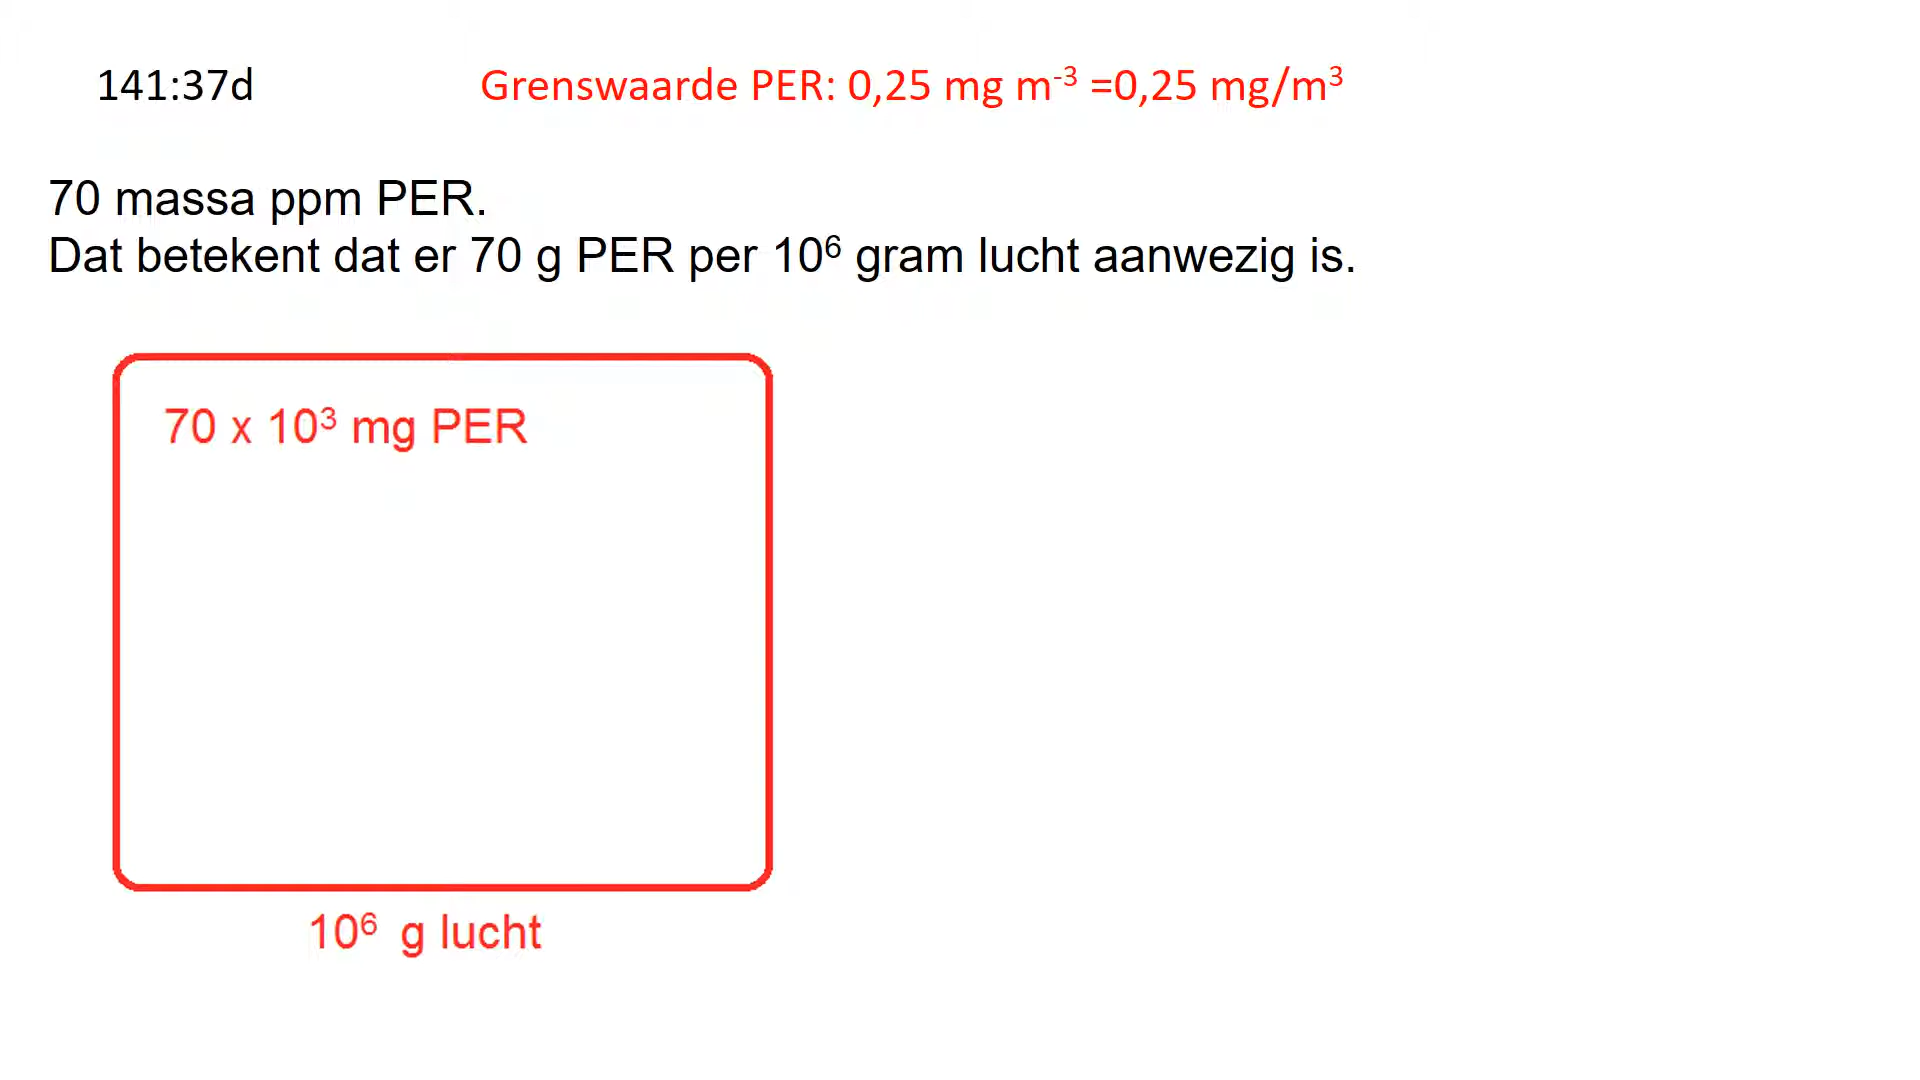 141:37d
Grenswaarde PER: 0,25 mg m⁻³ =0,25 mg/m³
70 massa ppm PER.
Dat betekent dat er 70 g PER per 10⁶ gram lucht aanwezig is.
70 x 10³ mg PER
10⁶ g lucht